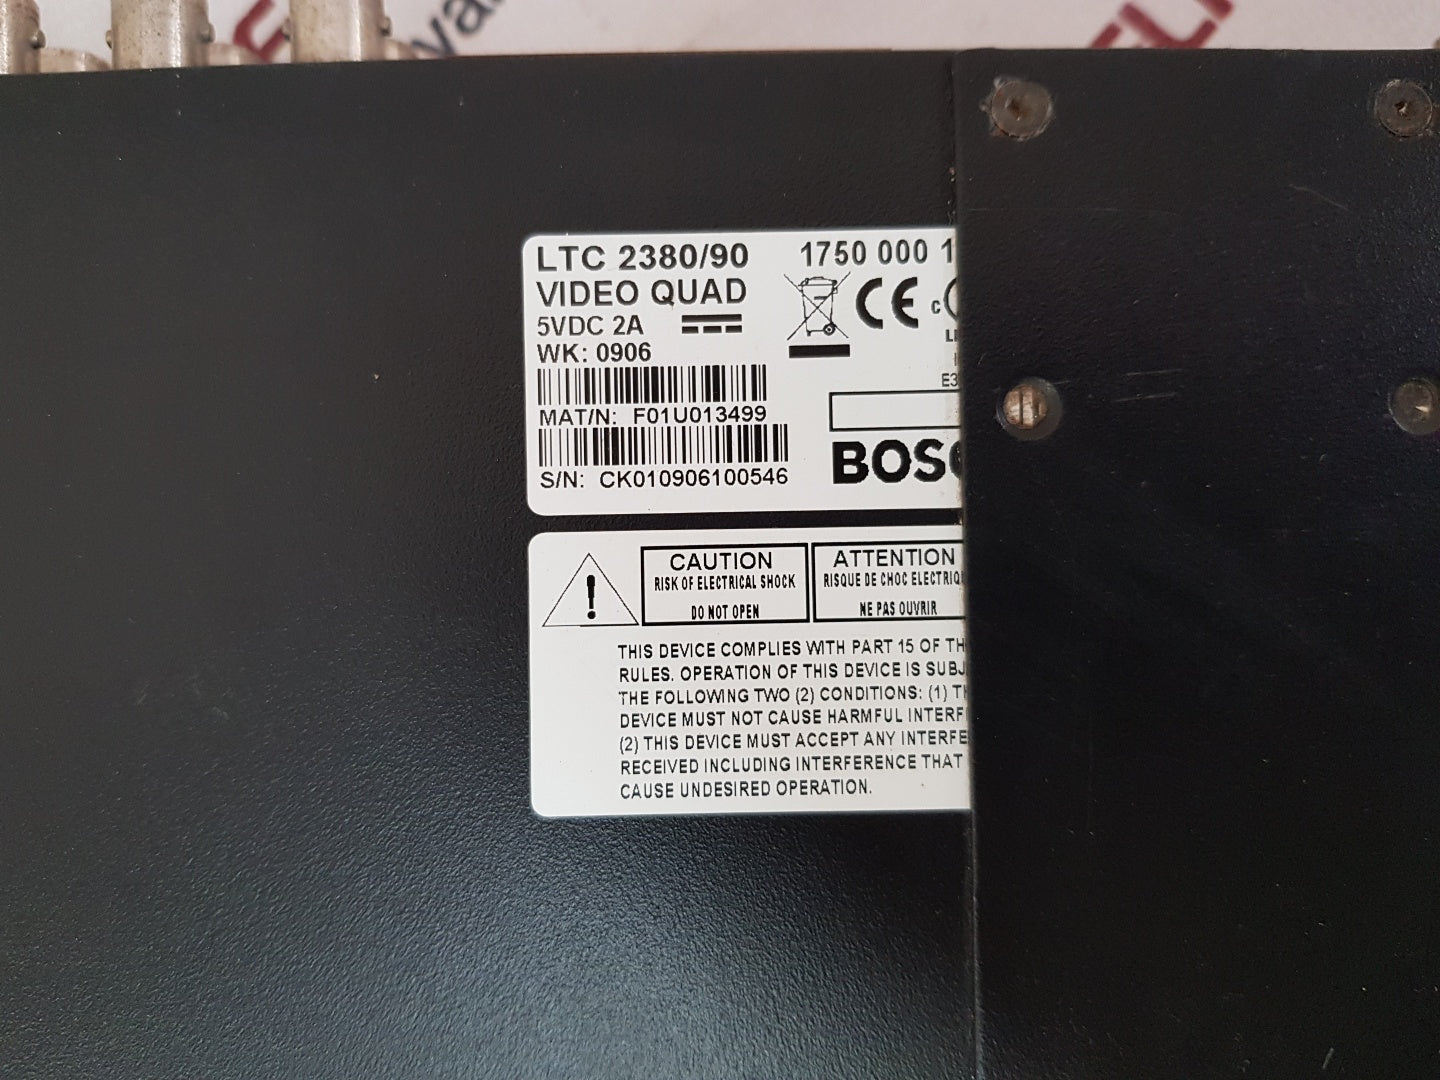 LTC 2380/90 1750 000 1
VIDEO QUAD
5VDC 2A
WK: 0906
MAT/N: F01U013499
S/N: CK010906100546
CE
BOS
CAUTION
RISK OF ELECTRICAL SHOCK
DO NOT OPEN
ATTENTION
RISQUE DE CHOC ELECTRIQ
NE PAS OUVRIR
THIS DEVICE COMPLIES WITH PART 15 OF TH
RULES. OPERATION OF THIS DEVICE IS SUBJ
THE FOLLOWING TWO (2) CONDITIONS: (1) TH
DEVICE MUST NOT CAUSE HARMFUL INTERF
(2) THIS DEVICE MUST ACCEPT ANY INTERFE
RECEIVED INCLUDING INTERFERENCE THAT
CAUSE UNDESIRED OPERATION.